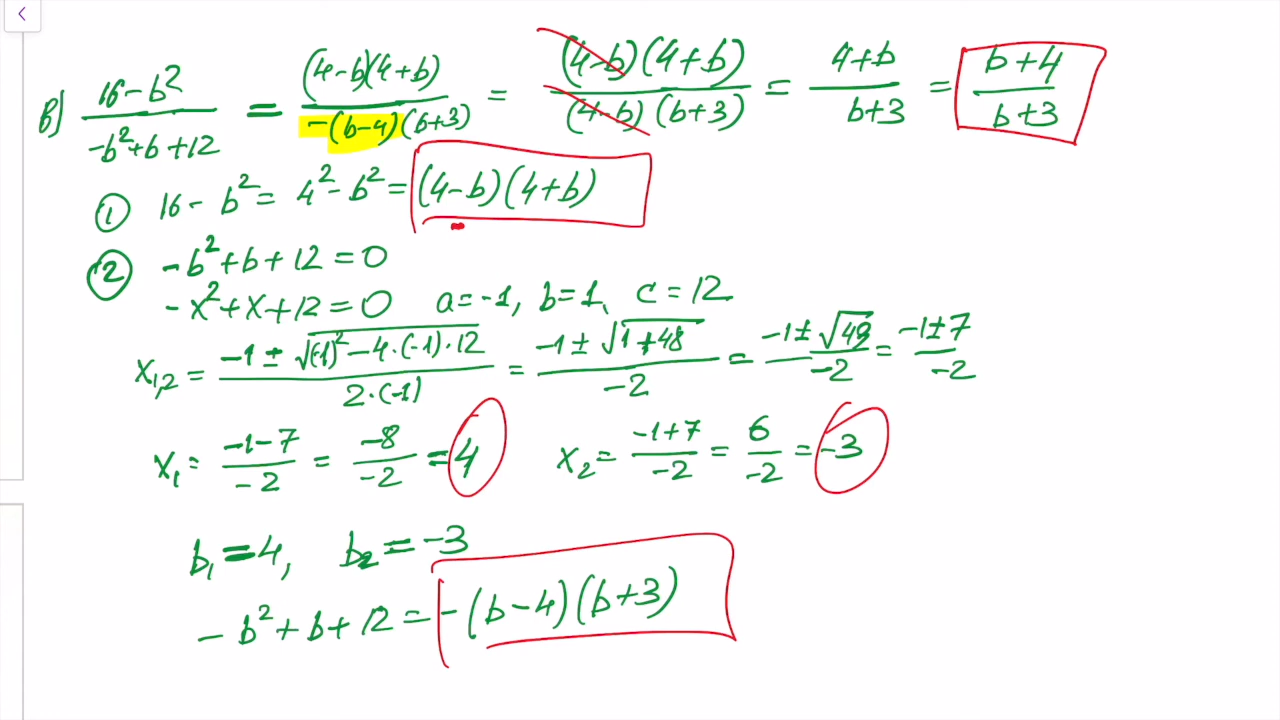 в) (16-b²)/(-b²+b+12) = ((4-b)(4+b))/(-(b-4)(b+3)) = ((4-b)(4+b))/((4-b)(b+3)) = (4+b)/(b+3) = (b+4)/(b+3)
① 16-b² = 4²-b² = (4-b)(4+b)
② -b²+b+12=0
-x²+x+12=0 a=-1, b=1, c=12
x₁,₂ = (-1±√((-1)²-4·(-1)·12))/(2·(-1)) = (-1±√(1+48))/(-2) = (-1±√49)/(-2) = (-1±7)/(-2)
x₁ = (-1-7)/(-2) = (-8)/(-2) = 4 x₂ = (-1+7)/(-2) = 6/(-2) = -3
b₁=4, b₂=-3
-b²+b+12 = -(b-4)(b+3)